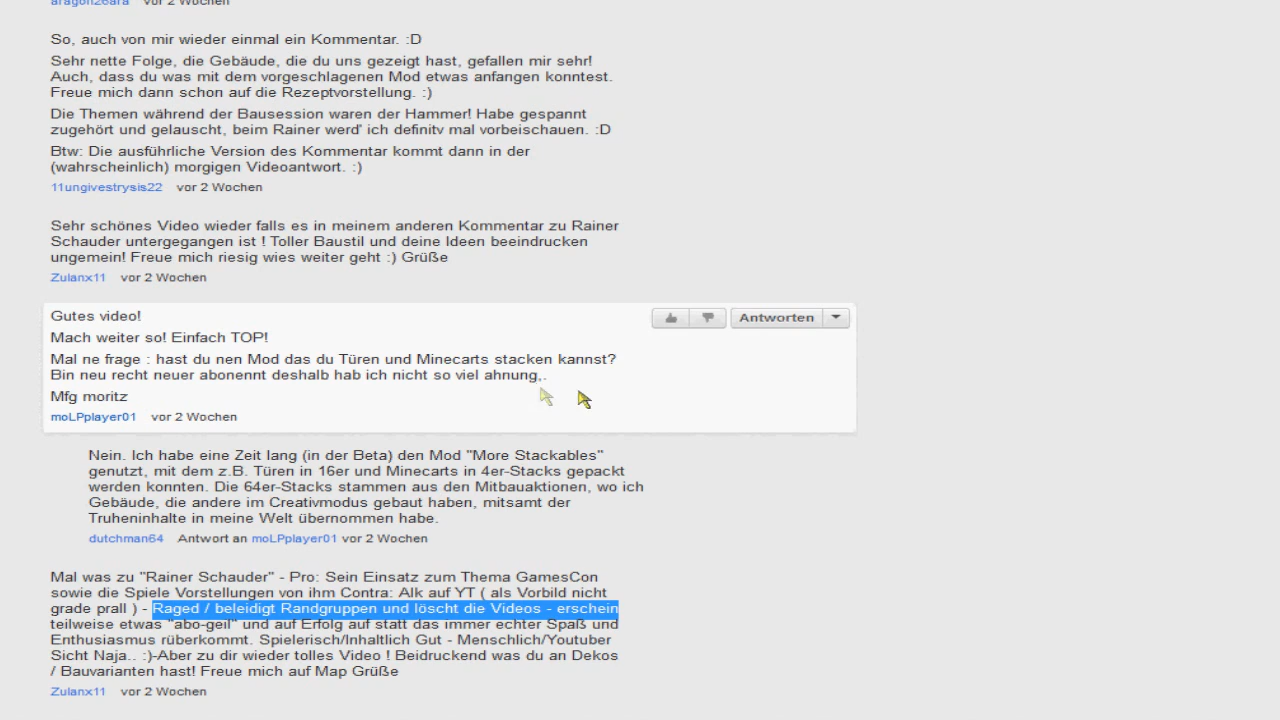 aragon26ara vor 2 Wochen
So, auch von mir wieder einmal ein Kommentar. :D
Sehr nette Folge, die Gebäude, die du uns gezeigt hast, gefallen mir sehr!
Auch, dass du was mit dem vorgeschlagenen Mod etwas anfangen konntest.
Freue mich dann schon auf die Rezeptvorstellung. :)
Die Themen während der Bausession waren der Hammer! Habe gespannt
zugehört und gelauscht, beim Rainer werd' ich definitv mal vorbeischauen. :D
Btw: Die ausführliche Version des Kommentar kommt dann in der
(wahrscheinlich) morgigen Videoantwort. :)
11ungivestrysis22 vor 2 Wochen
Sehr schönes Video wieder falls es in meinem anderen Kommentar zu Rainer
Schauder untergegangen ist ! Toller Baustil und deine Ideen beeindrucken
ungemein! Freue mich riesig wies weiter geht :) Grüße
Zulanx11 vor 2 Wochen
Gutes video!
Antworten
Mach weiter so! Einfach TOP!
Mal ne frage : hast du nen Mod das du Türen und Minecarts stacken kannst?
Bin neu recht neuer abonennt deshalb hab ich nicht so viel ahnung,.
Mfg moritz
moLPplayer01 vor 2 Wochen
Nein. Ich habe eine Zeit lang (in der Beta) den Mod "More Stackables"
genutzt, mit dem z.B. Türen in 16er und Minecarts in 4er-Stacks gepackt
werden konnten. Die 64er-Stacks stammen aus den Mitbauaktionen, wo ich
Gebäude, die andere im Creativmodus gebaut haben, mitsamt der
Truheninhalte in meine Welt übernommen habe.
dutchman64 Antwort an moLPplayer01 vor 2 Wochen
Mal was zu "Rainer Schauder" - Pro: Sein Einsatz zum Thema GamesCon
sowie die Spiele Vorstellungen von ihm Contra: Alk auf YT ( als Vorbild nicht
grade prall ) - Raged / beleidigt Randgruppen und löscht die Videos - erschein
teilweise etwas "abo-geil" und auf Erfolg auf statt das immer echter Spaß und
Enthusiasmus rüberkommt. Spielerisch/Inhaltlich Gut - Menschlich/Youtuber
Sicht Naja.. :)-Aber zu dir wieder tolles Video ! Beidruckend was du an Dekos
/ Bauvarianten hast! Freue mich auf Map Grüße
Zulanx11 vor 2 Wochen